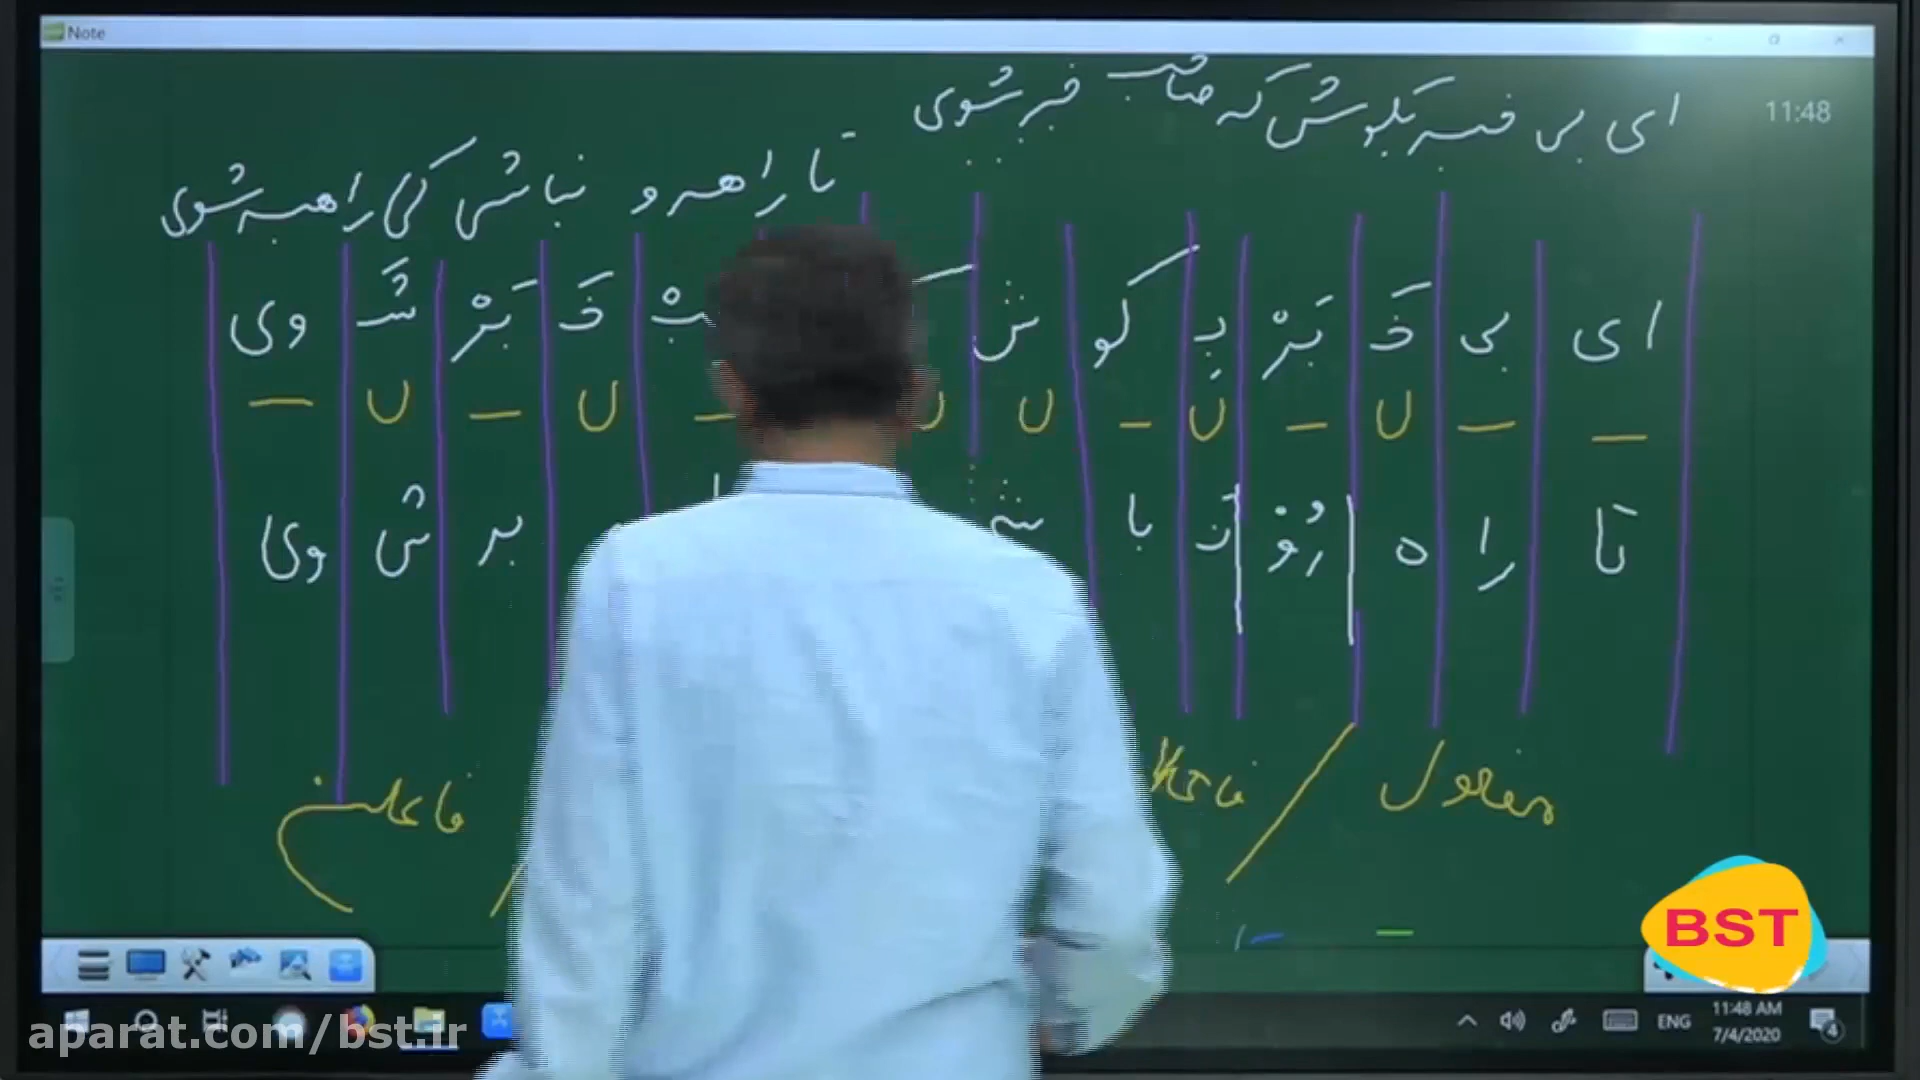 Note
11:48
ای بی خبر بکوش که صاحب خبر شوی
تا راهرو نباشی کی راهبر شوی
ای بی خَ بَرْ بِ کو ش بْ خَ بَرْ شَ وی
– – U – U – U U – U – U –
تا را ه رُوْ نَ با بر ش وی
مفعول / فاعلا / فاعلن
BST
aparat.com/bst.ir
ENG
11:48 AM
7/4/2020
4